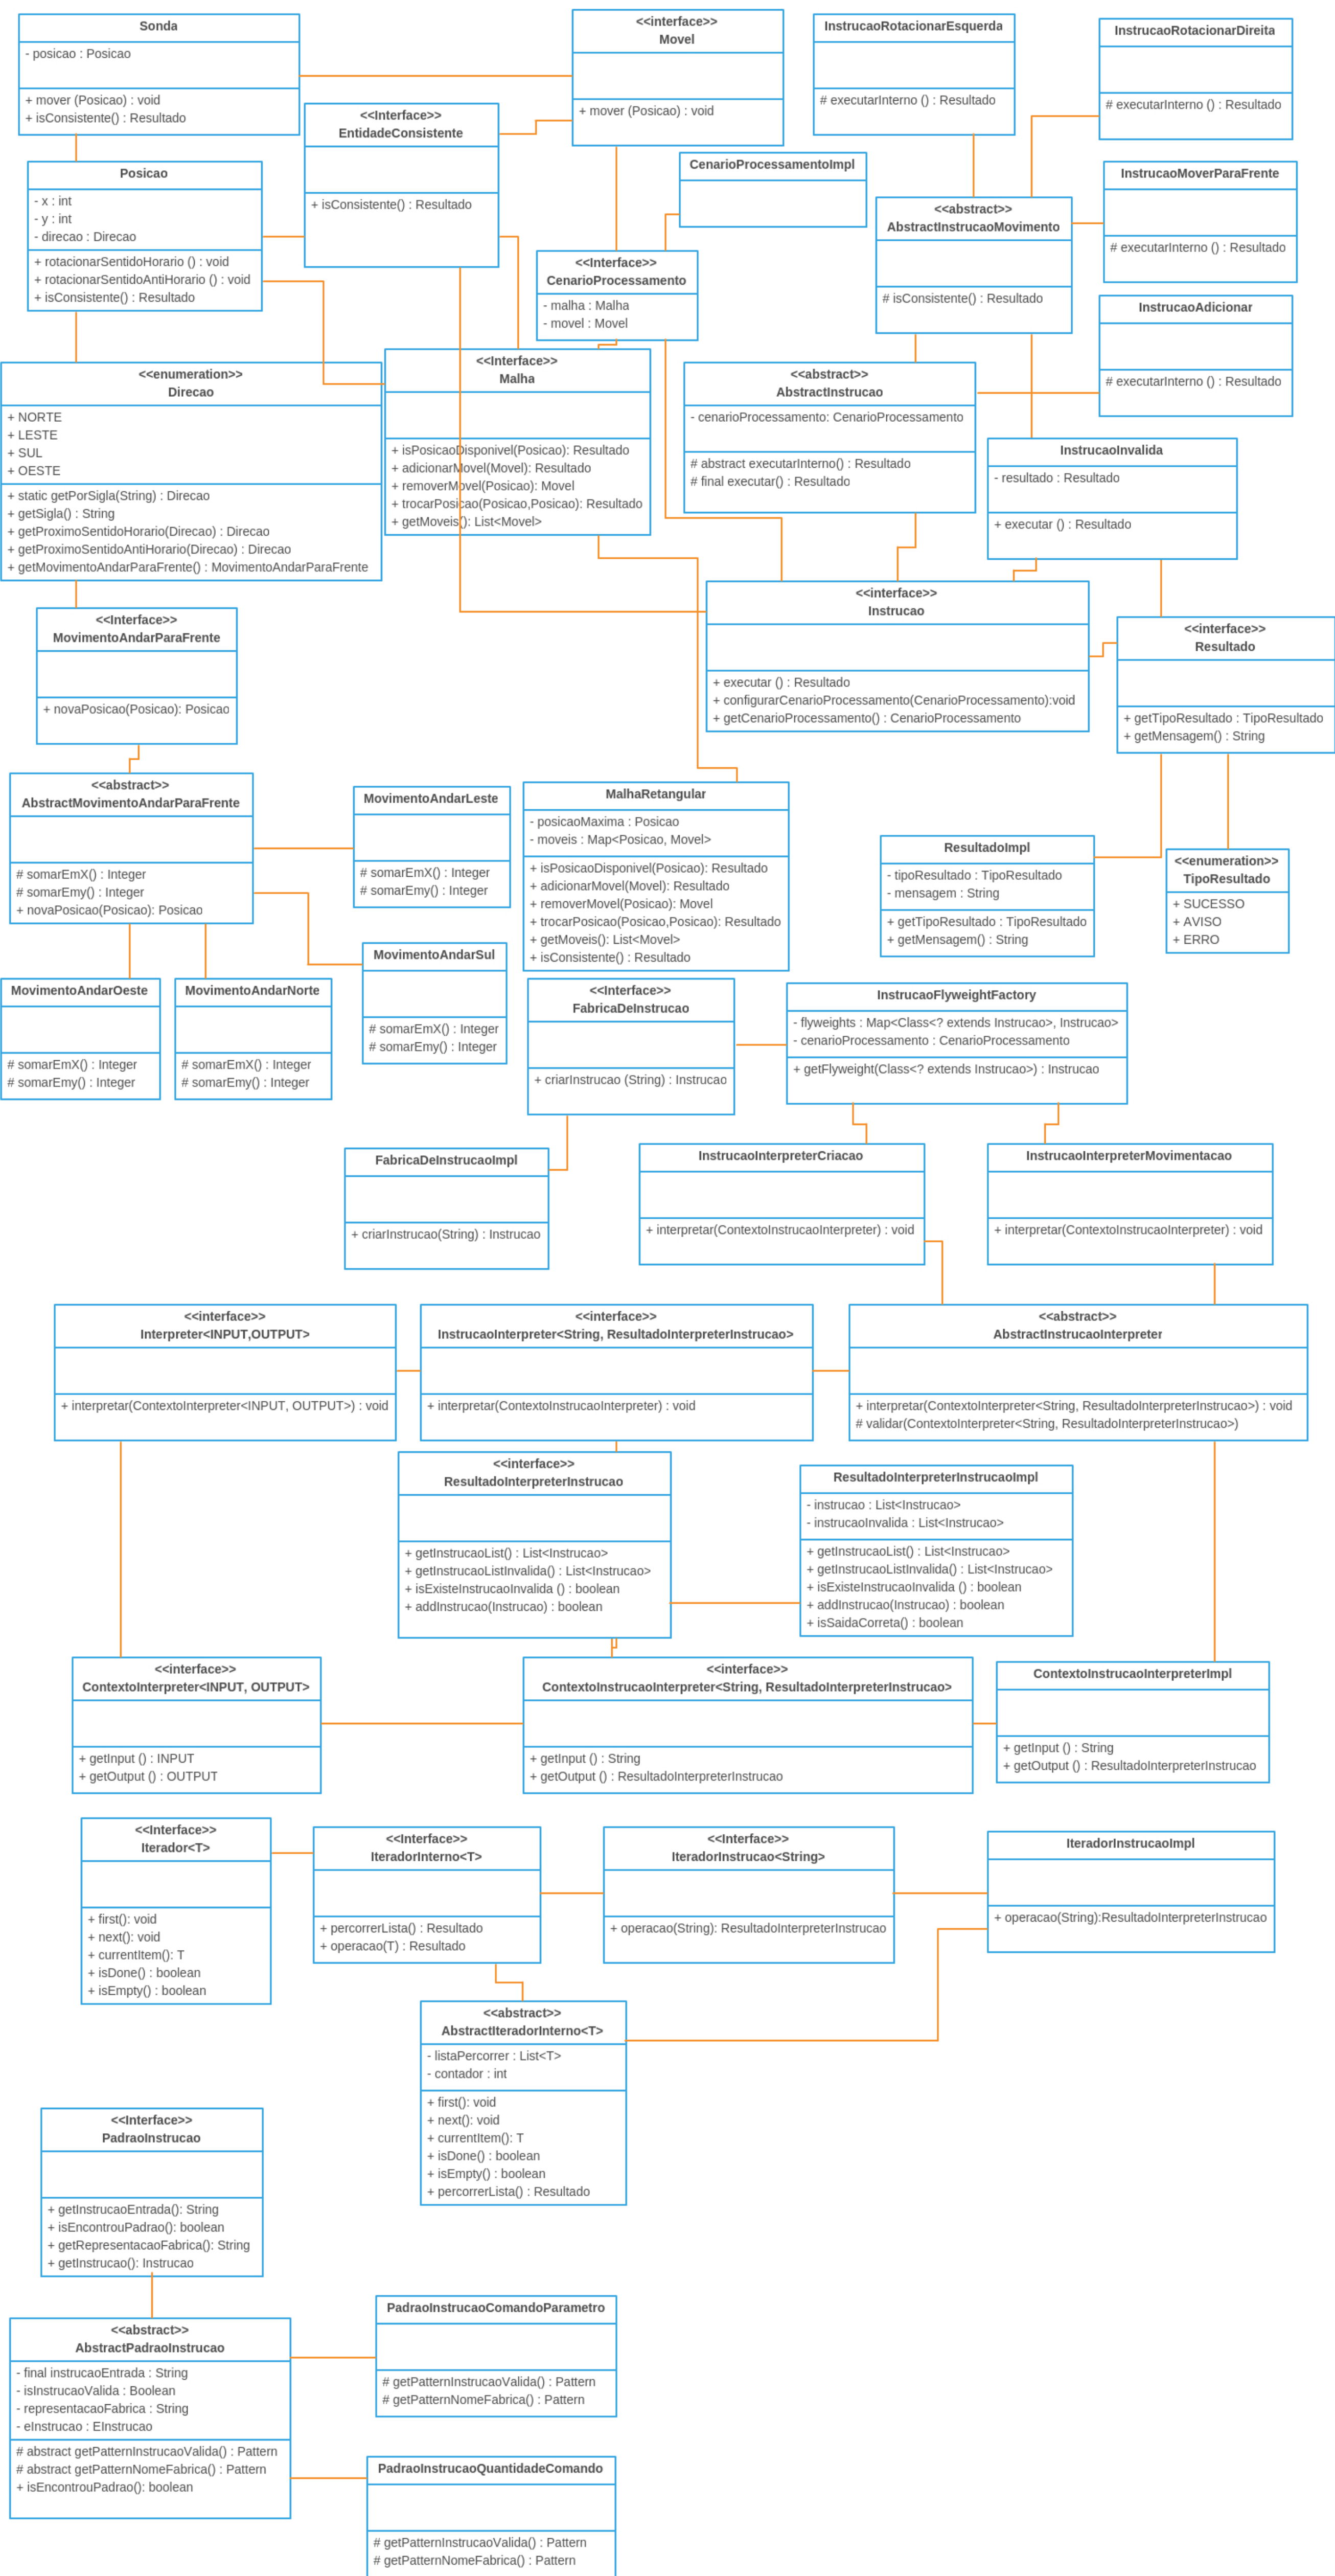 Sonda
- posicao : Posicao
+ mover (Posicao) : void
+ isConsistente() : Resultado
<<interface>>
Movel
+ mover (Posicao) : void
InstrucaoRotacionarEsquerda
# executarInterno () : Resultado
InstrucaoRotacionarDireita
# executarInterno () : Resultado
<<Interface>>
EntidadeConsistente
+ isConsistente() : Resultado
Posicao
- x : int
- y : int
- direcao : Direcao
+ rotacionarSentidoHorario () : void
+ rotacionarSentidoAntiHorario () : void
+ isConsistente() : Resultado
CenarioProcessamentoImpl
<<abstract>>
AbstractInstrucaoMovimento
# isConsistente() : Resultado
InstrucaoMoverParaFrente
# executarInterno () : Resultado
<<Interface>>
CenarioProcessamento
- malha : Malha
- movel : Movel
InstrucaoAdicionar
# executarInterno () : Resultado
<<enumeration>>
Direcao
+ NORTE
+ LESTE
+ SUL
+ OESTE
+ static getPorSigla(String) : Direcao
+ getSigla() : String
+ getProximoSentidoHorario(Direcao) : Direcao
+ getProximoSentidoAntiHorario(Direcao) : Direcao
+ getMovimentoAndarParaFrente() : MovimentoAndarParaFrente
<<Interface>>
Malha
+ isPosicaoDisponivel(Posicao): Resultado
+ adicionarMovel(Movel): Resultado
+ removerMovel(Posicao): Movel
+ trocarPosicao(Posicao,Posicao): Resultado
+ getMoveis(): List<Movel>
<<abstract>>
AbstractInstrucao
- cenarioProcessamento: CenarioProcessamento
# abstract executarInterno() : Resultado
# final executar() : Resultado
InstrucaoInvalida
- resultado : Resultado
+ executar () : Resultado
<<interface>>
Instrucao
+ executar () : Resultado
+ configurarCenarioProcessamento(CenarioProcessamento):void
+ getCenarioProcessamento() : CenarioProcessamento
<<interface>>
Resultado
+ getTipoResultado : TipoResultado
+ getMensagem() : String
<<Interface>>
MovimentoAndarParaFrente
+ novaPosicao(Posicao): Posicao
<<abstract>>
AbstractMovimentoAndarParaFrente
# somarEmX() : Integer
# somarEmy() : Integer
+ novaPosicao(Posicao): Posicao
MovimentoAndarLeste
# somarEmX() : Integer
# somarEmy() : Integer
MalhaRetangular
- posicaoMaxima : Posicao
- moveis : Map<Posicao, Movel>
+ isPosicaoDisponivel(Posicao): Resultado
+ adicionarMovel(Movel): Resultado
+ removerMovel(Posicao): Movel
+ trocarPosicao(Posicao,Posicao): Resultado
+ getMoveis(): List<Movel>
+ isConsistente() : Resultado
ResultadoImpl
- tipoResultado : TipoResultado
- mensagem : String
+ getTipoResultado : TipoResultado
+ getMensagem() : String
<<enumeration>>
TipoResultado
+ SUCESSO
+ AVISO
+ ERRO
MovimentoAndarSul
# somarEmX() : Integer
# somarEmy() : Integer
MovimentoAndarOeste
# somarEmX() : Integer
# somarEmy() : Integer
MovimentoAndarNorte
# somarEmX() : Integer
# somarEmy() : Integer
<<Interface>>
FabricaDeInstrucao
+ criarInstrucao (String) : Instrucao
InstrucaoFlyweightFactory
- flyweights : Map<Class<? extends Instrucao>, Instrucao>
- cenarioProcessamento : CenarioProcessamento
+ getFlyweight(Class<? extends Instrucao>) : Instrucao
FabricaDeInstrucaoImpl
+ criarInstrucao(String) : Instrucao
InstrucaoInterpreterCriacao
+ interpretar(ContextoInstrucaoInterpreter) : void
InstrucaoInterpreterMovimentacao
+ interpretar(ContextoInstrucaoInterpreter) : void
<<interface>>
Interpreter<INPUT,OUTPUT>
+ interpretar(ContextoInterpreter<INPUT, OUTPUT>) : void
<<interface>>
InstrucaoInterpreter<String, ResultadoInterpreterInstrucao>
+ interpretar(ContextoInstrucaoInterpreter) : void
<<abstract>>
AbstractInstrucaoInterpreter
+ interpretar(ContextoInterpreter<String, ResultadoInterpreterInstrucao>) : void
# validar(ContextoInterpreter<String, ResultadoInterpreterInstrucao>)
<<interface>>
ResultadoInterpreterInstrucao
+ getInstrucaoList() : List<Instrucao>
+ getInstrucaoListInvalida() : List<Instrucao>
+ isExisteInstrucaoInvalida () : boolean
+ addInstrucao(Instrucao) : boolean
ResultadoInterpreterInstrucaoImpl
- instrucao : List<Instrucao>
- instrucaoInvalida : List<Instrucao>
+ getInstrucaoList() : List<Instrucao>
+ getInstrucaoListInvalida() : List<Instrucao>
+ isExisteInstrucaoInvalida () : boolean
+ addInstrucao(Instrucao) : boolean
+ isSaidaCorreta() : boolean
<<interface>>
ContextoInterpreter<INPUT, OUTPUT>
+ getInput () : INPUT
+ getOutput () : OUTPUT
<<interface>>
ContextoInstrucaoInterpreter<String, ResultadoInterpreterInstrucao>
+ getInput () : String
+ getOutput () : ResultadoInterpreterInstrucao
ContextoInstrucaoInterpreterImpl
+ getInput () : String
+ getOutput () : ResultadoInterpreterInstrucao
<<Interface>>
Iterador<T>
+ first(): void
+ next(): void
+ currentItem(): T
+ isDone() : boolean
+ isEmpty() : boolean
<<Interface>>
IteradorInterno<T>
+ percorrerLista() : Resultado
+ operacao(T) : Resultado
<<Interface>>
IteradorInstrucao<String>
+ operacao(String): ResultadoInterpreterInstrucao
IteradorInstrucaoImpl
+ operacao(String):ResultadoInterpreterInstrucao
<<abstract>>
AbstractIteradorInterno<T>
- listaPercorrer : List<T>
- contador : int
+ first(): void
+ next(): void
+ currentItem(): T
+ isDone() : boolean
+ isEmpty() : boolean
+ percorrerLista() : Resultado
<<Interface>>
PadraoInstrucao
+ getInstrucaoEntrada(): String
+ isEncontrouPadrao(): boolean
+ getRepresentacaoFabrica(): String
+ getInstrucao(): Instrucao
<<abstract>>
AbstractPadraoInstrucao
- final instrucaoEntrada : String
- isInstrucaoValida : Boolean
- representacaoFabrica : String
- eInstrucao : EInstrucao
# abstract getPatternInstrucaoValida() : Pattern
# abstract getPatternNomeFabrica() : Pattern
+ isEncontrouPadrao(): boolean
PadraoInstrucaoComandoParametro
# getPatternInstrucaoValida() : Pattern
# getPatternNomeFabrica() : Pattern
PadraoInstrucaoQuantidadeComando
# getPatternInstrucaoValida() : Pattern
# getPatternNomeFabrica() : Pattern